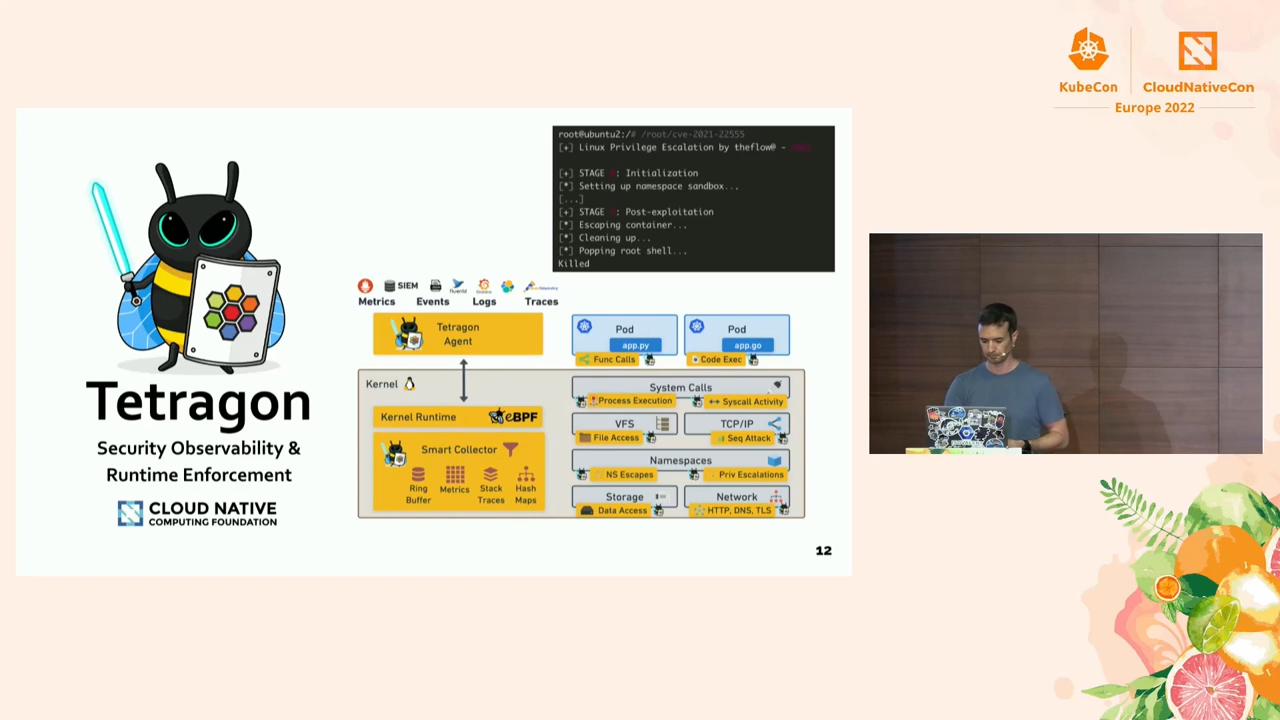 KubeCon
CloudNativeCon
Europe 2022
root@ubuntu2:/# /root/cve-2021-22555
[+] Linux Privilege Escalation by theflow@ -
[+] STAGE : Initialization
[*] Setting up namespace sandbox...
[...]
[+] STAGE : Post-exploitation
[*] Escaping container...
[*] Cleaning up...
[*] Popping root shell...
Killed
Tetragon
Security Observability &
Runtime Enforcement
CLOUD NATIVE
COMPUTING FOUNDATION
SIEM
fluentd
Metrics
Events
Logs
Traces
Tetragon
Agent
Pod
app.py
Func Calls
Pod
app.go
Code Exec
Kernel
Kernel Runtime
eBPF
Smart Collector
Ring
Buffer
Metrics
Stack
Traces
Hash
Maps
System Calls
Process Execution
Syscall Activity
VFS
File Access
TCP/IP
Seq Attack
Namespaces
NS Escapes
Priv Escalations
Storage
Data Access
Network
HTTP, DNS, TLS
12